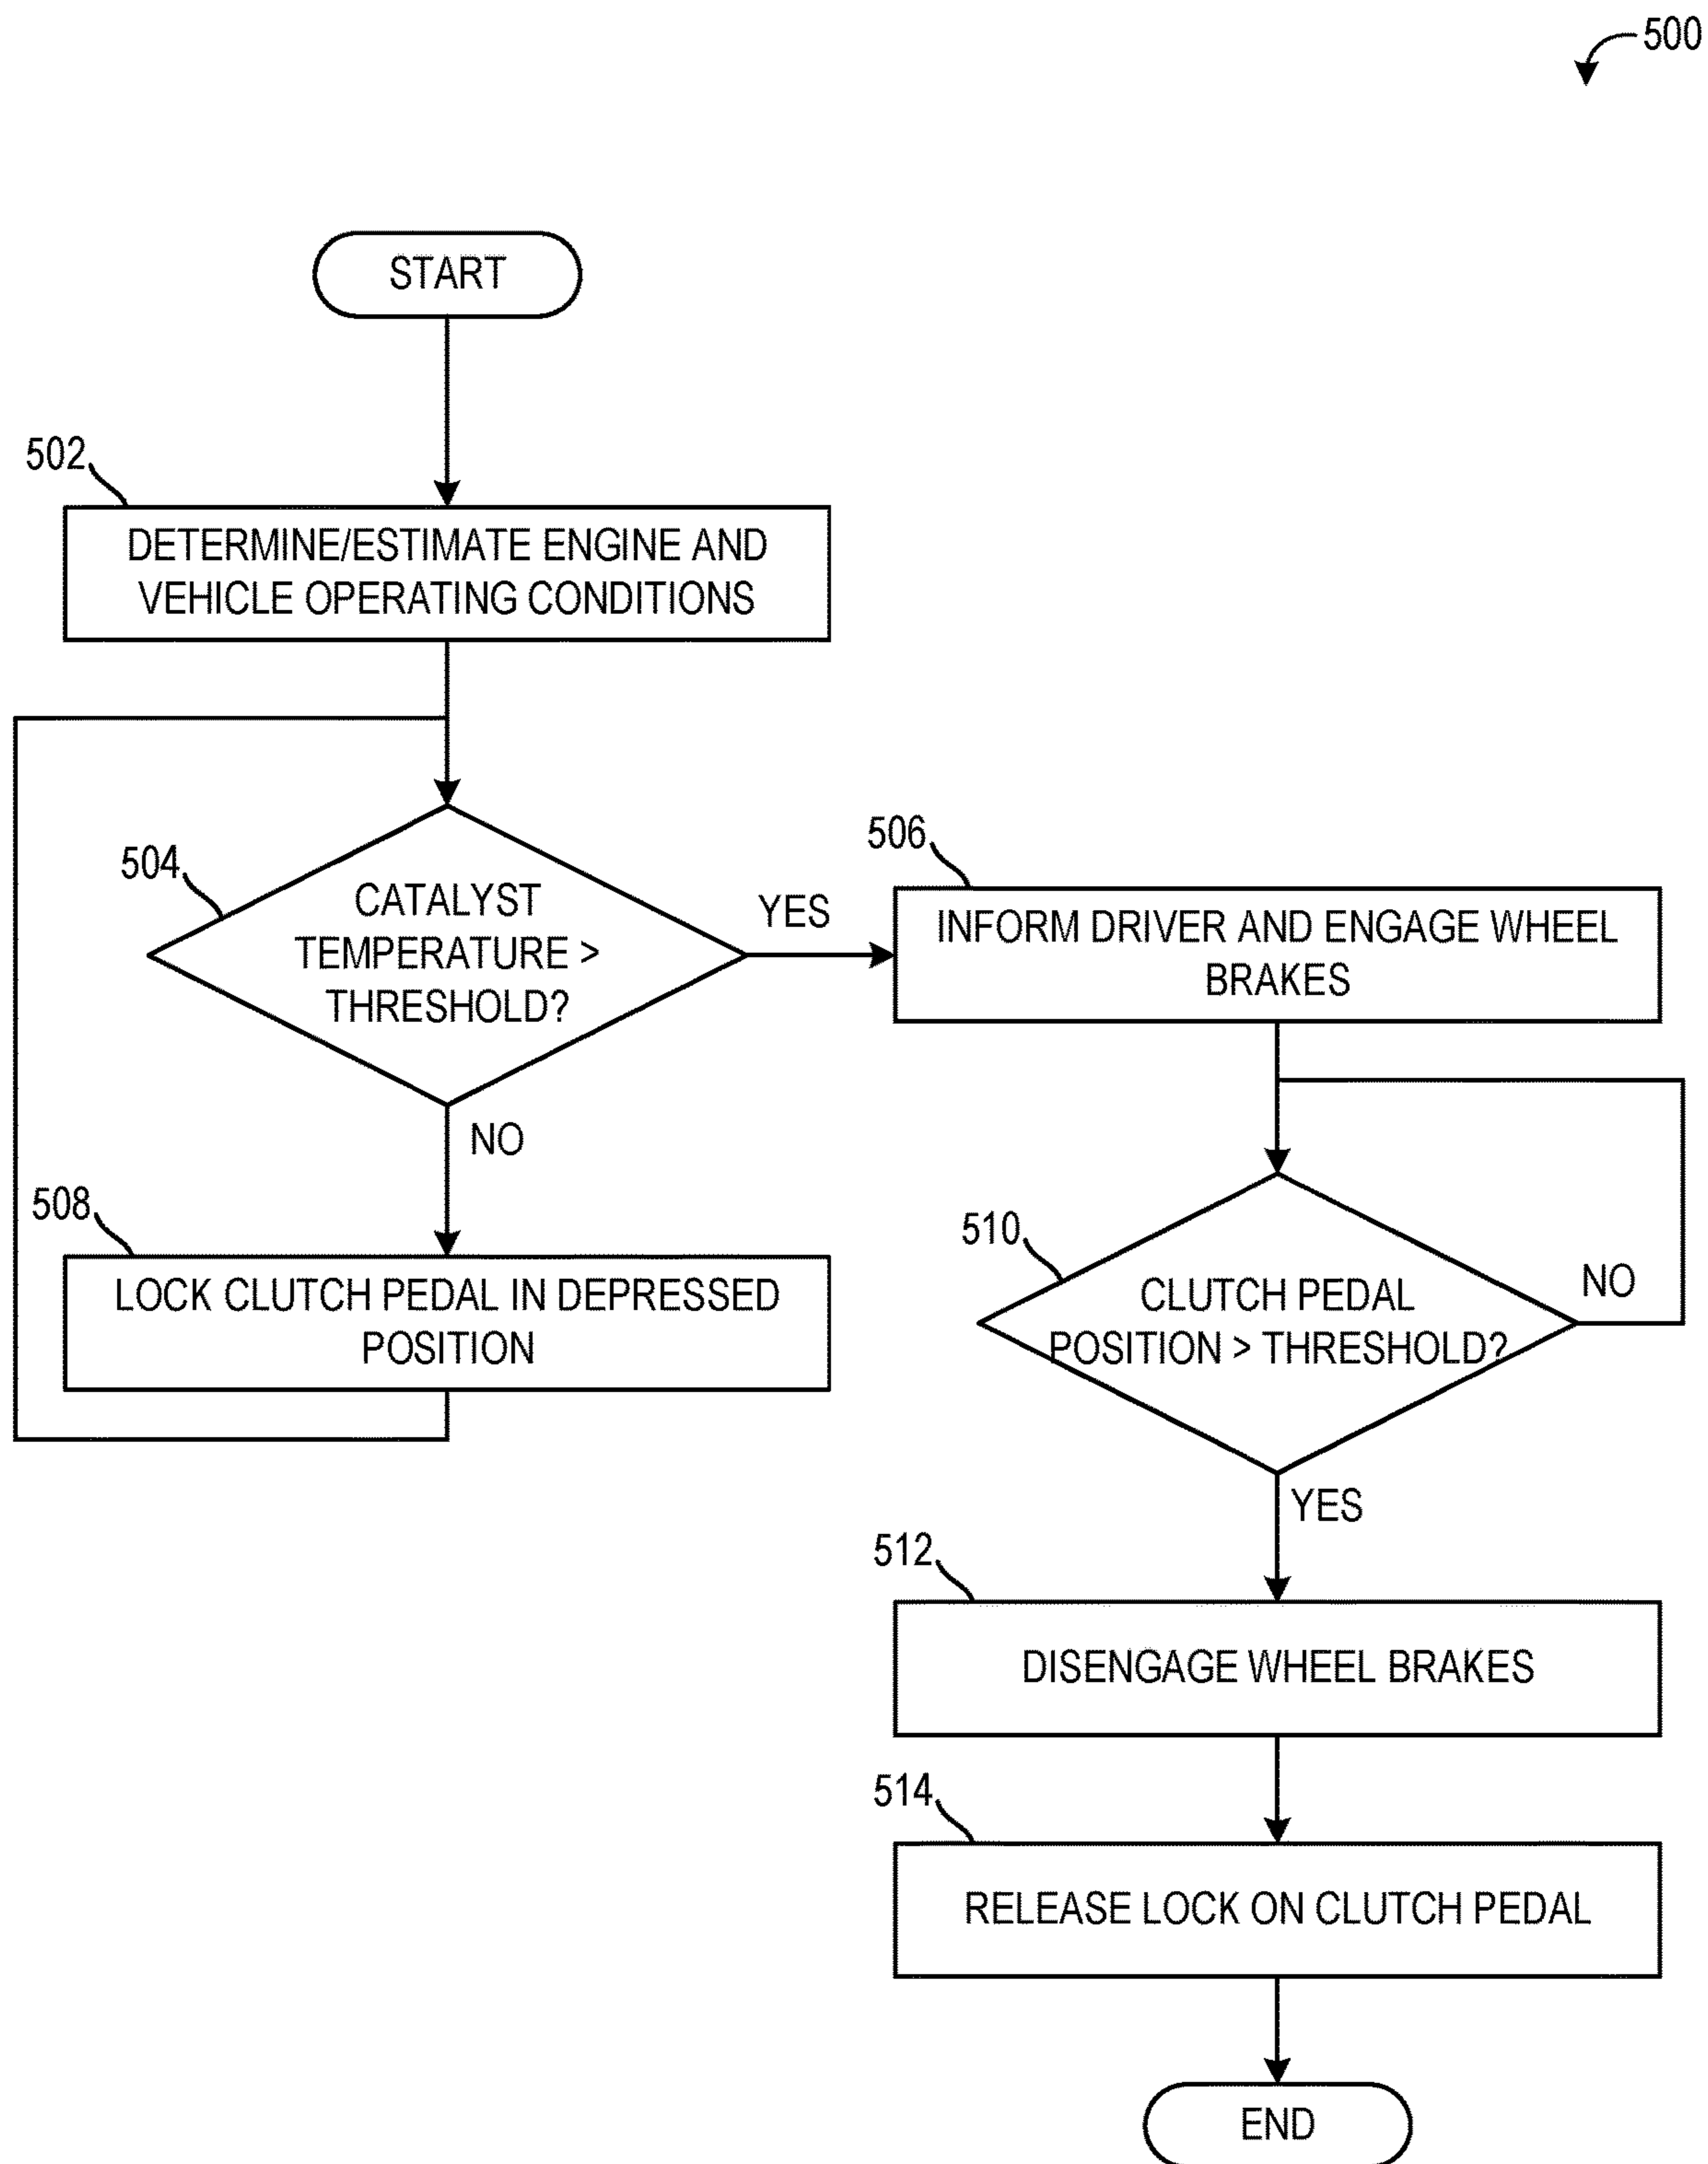 500
START
502
DETERMINE/ESTIMATE ENGINE AND
VEHICLE OPERATING CONDITIONS
504
CATALYST
TEMPERATURE >
THRESHOLD?
YES
506
INFORM DRIVER AND ENGAGE WHEEL
BRAKES
NO
508
LOCK CLUTCH PEDAL IN DEPRESSED
POSITION
510
CLUTCH PEDAL
POSITION > THRESHOLD?
NO
YES
512
DISENGAGE WHEEL BRAKES
514
RELEASE LOCK ON CLUTCH PEDAL
END